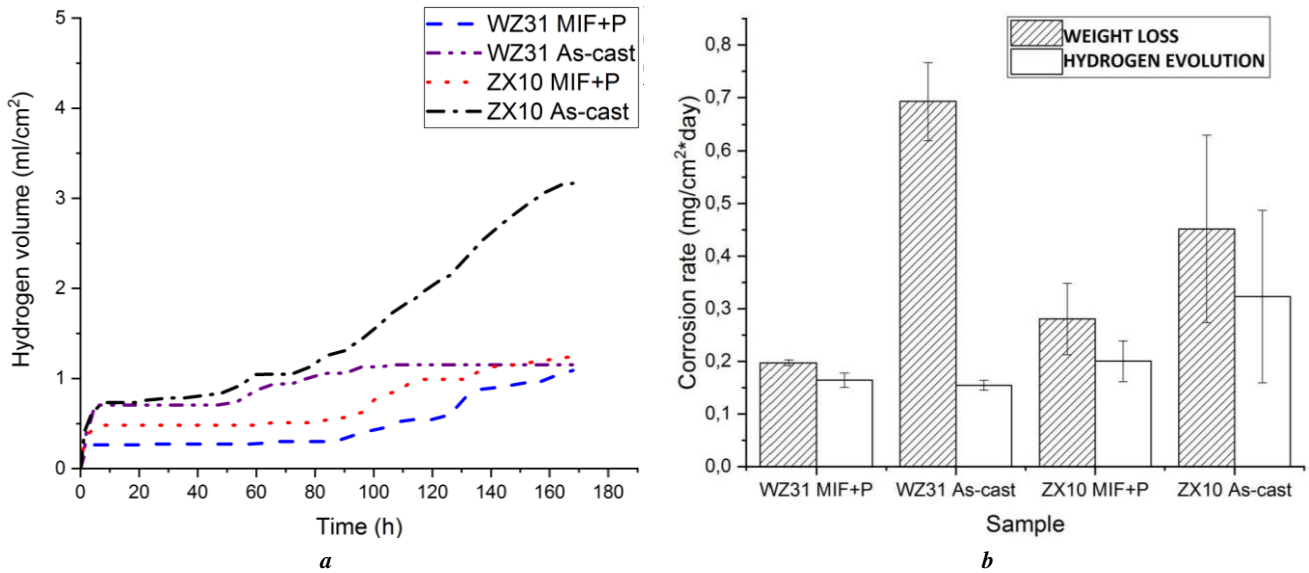 5
4
3
2
1
0
Hydrogen volume (ml/cm²)
WZ31 MIF+P
WZ31 As-cast
ZX10 MIF+P
ZX10 As-cast
0 20 40 60 80 100 120 140 160 180
Time (h)
a
0,8
0,7
0,6
0,5
0,4
0,3
0,2
0,1
0,0
Corrosion rate (mg/cm²*day)
WEIGHT LOSS
HYDROGEN EVOLUTION
WZ31 MIF+P WZ31 As-cast ZX10 MIF+P ZX10 As-cast
Sample
b